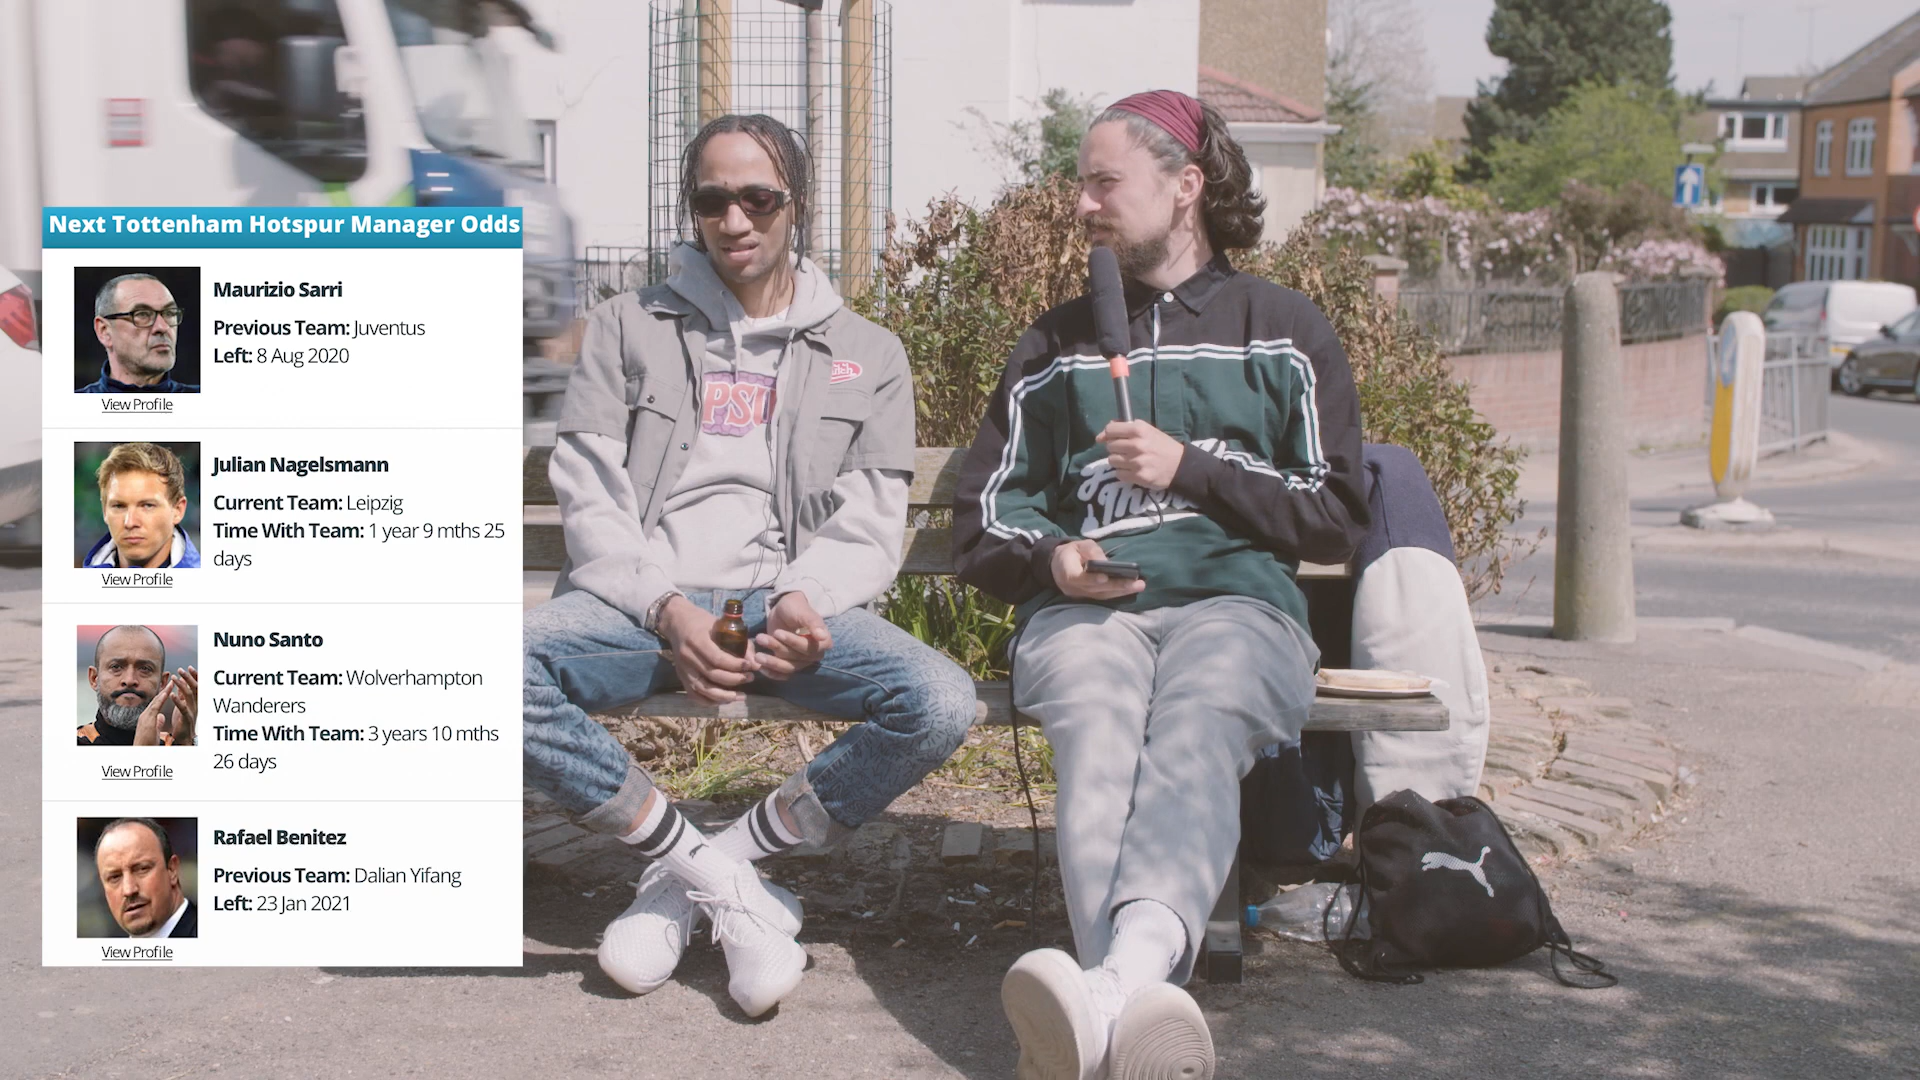 Next Tottenham Hotspur Manager Odds
Maurizio Sarri
Previous Team: Juventus
Left: 8 Aug 2020
View Profile
Julian Nagelsmann
Current Team: Leipzig
Time With Team: 1 year 9 mths 25
days
View Profile
Nuno Santo
Current Team: Wolverhampton
Wanderers
Time With Team: 3 years 10 mths
26 days
View Profile
Rafael Benitez
Previous Team: Dalian Yifang
Left: 23 Jan 2021
View Profile